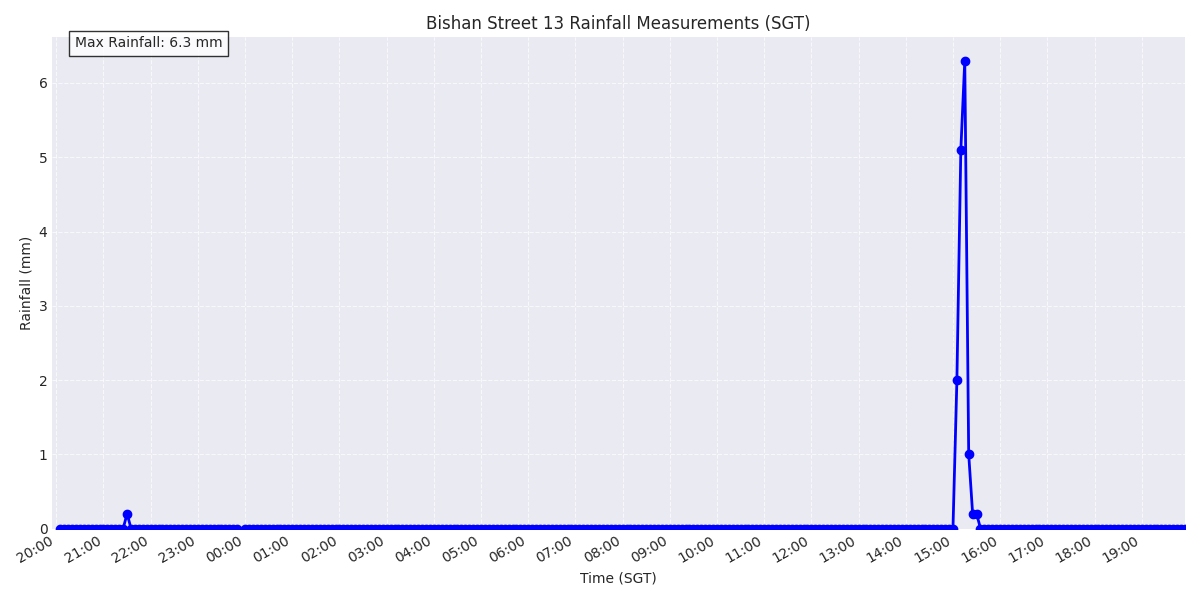 Bishan Street 13 Rainfall Measurements (SGT)
Max Rainfall: 6.3 mm
6
5
4
3
2
1
0
Rainfall (mm)
20:00 21:00 22:00 23:00 00:00 01:00 02:00 03:00 04:00 05:00 06:00 07:00 08:00 09:00 10:00 11:00 12:00 13:00 14:00 15:00 16:00 17:00 18:00 19:00
Time (SGT)